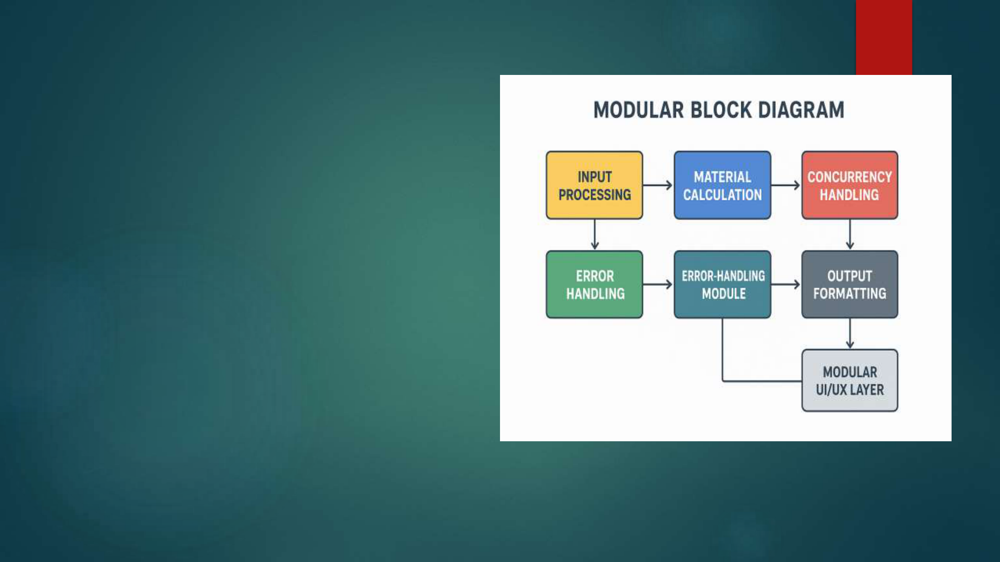 MODULAR BLOCK DIAGRAM
INPUT
PROCESSING
MATERIAL
CALCULATION
CONCURRENCY
HANDLING
ERROR
HANDLING
ERROR-HANDLING
MODULE
OUTPUT
FORMATTING
MODULAR
UI/UX LAYER